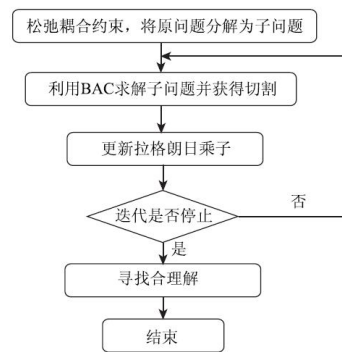 松弛耦合约束，将原问题分解为子问题
利用BAC求解子问题并获得切割
更新拉格朗日乘子
迭代是否停止
否
是
寻找合理解
结束